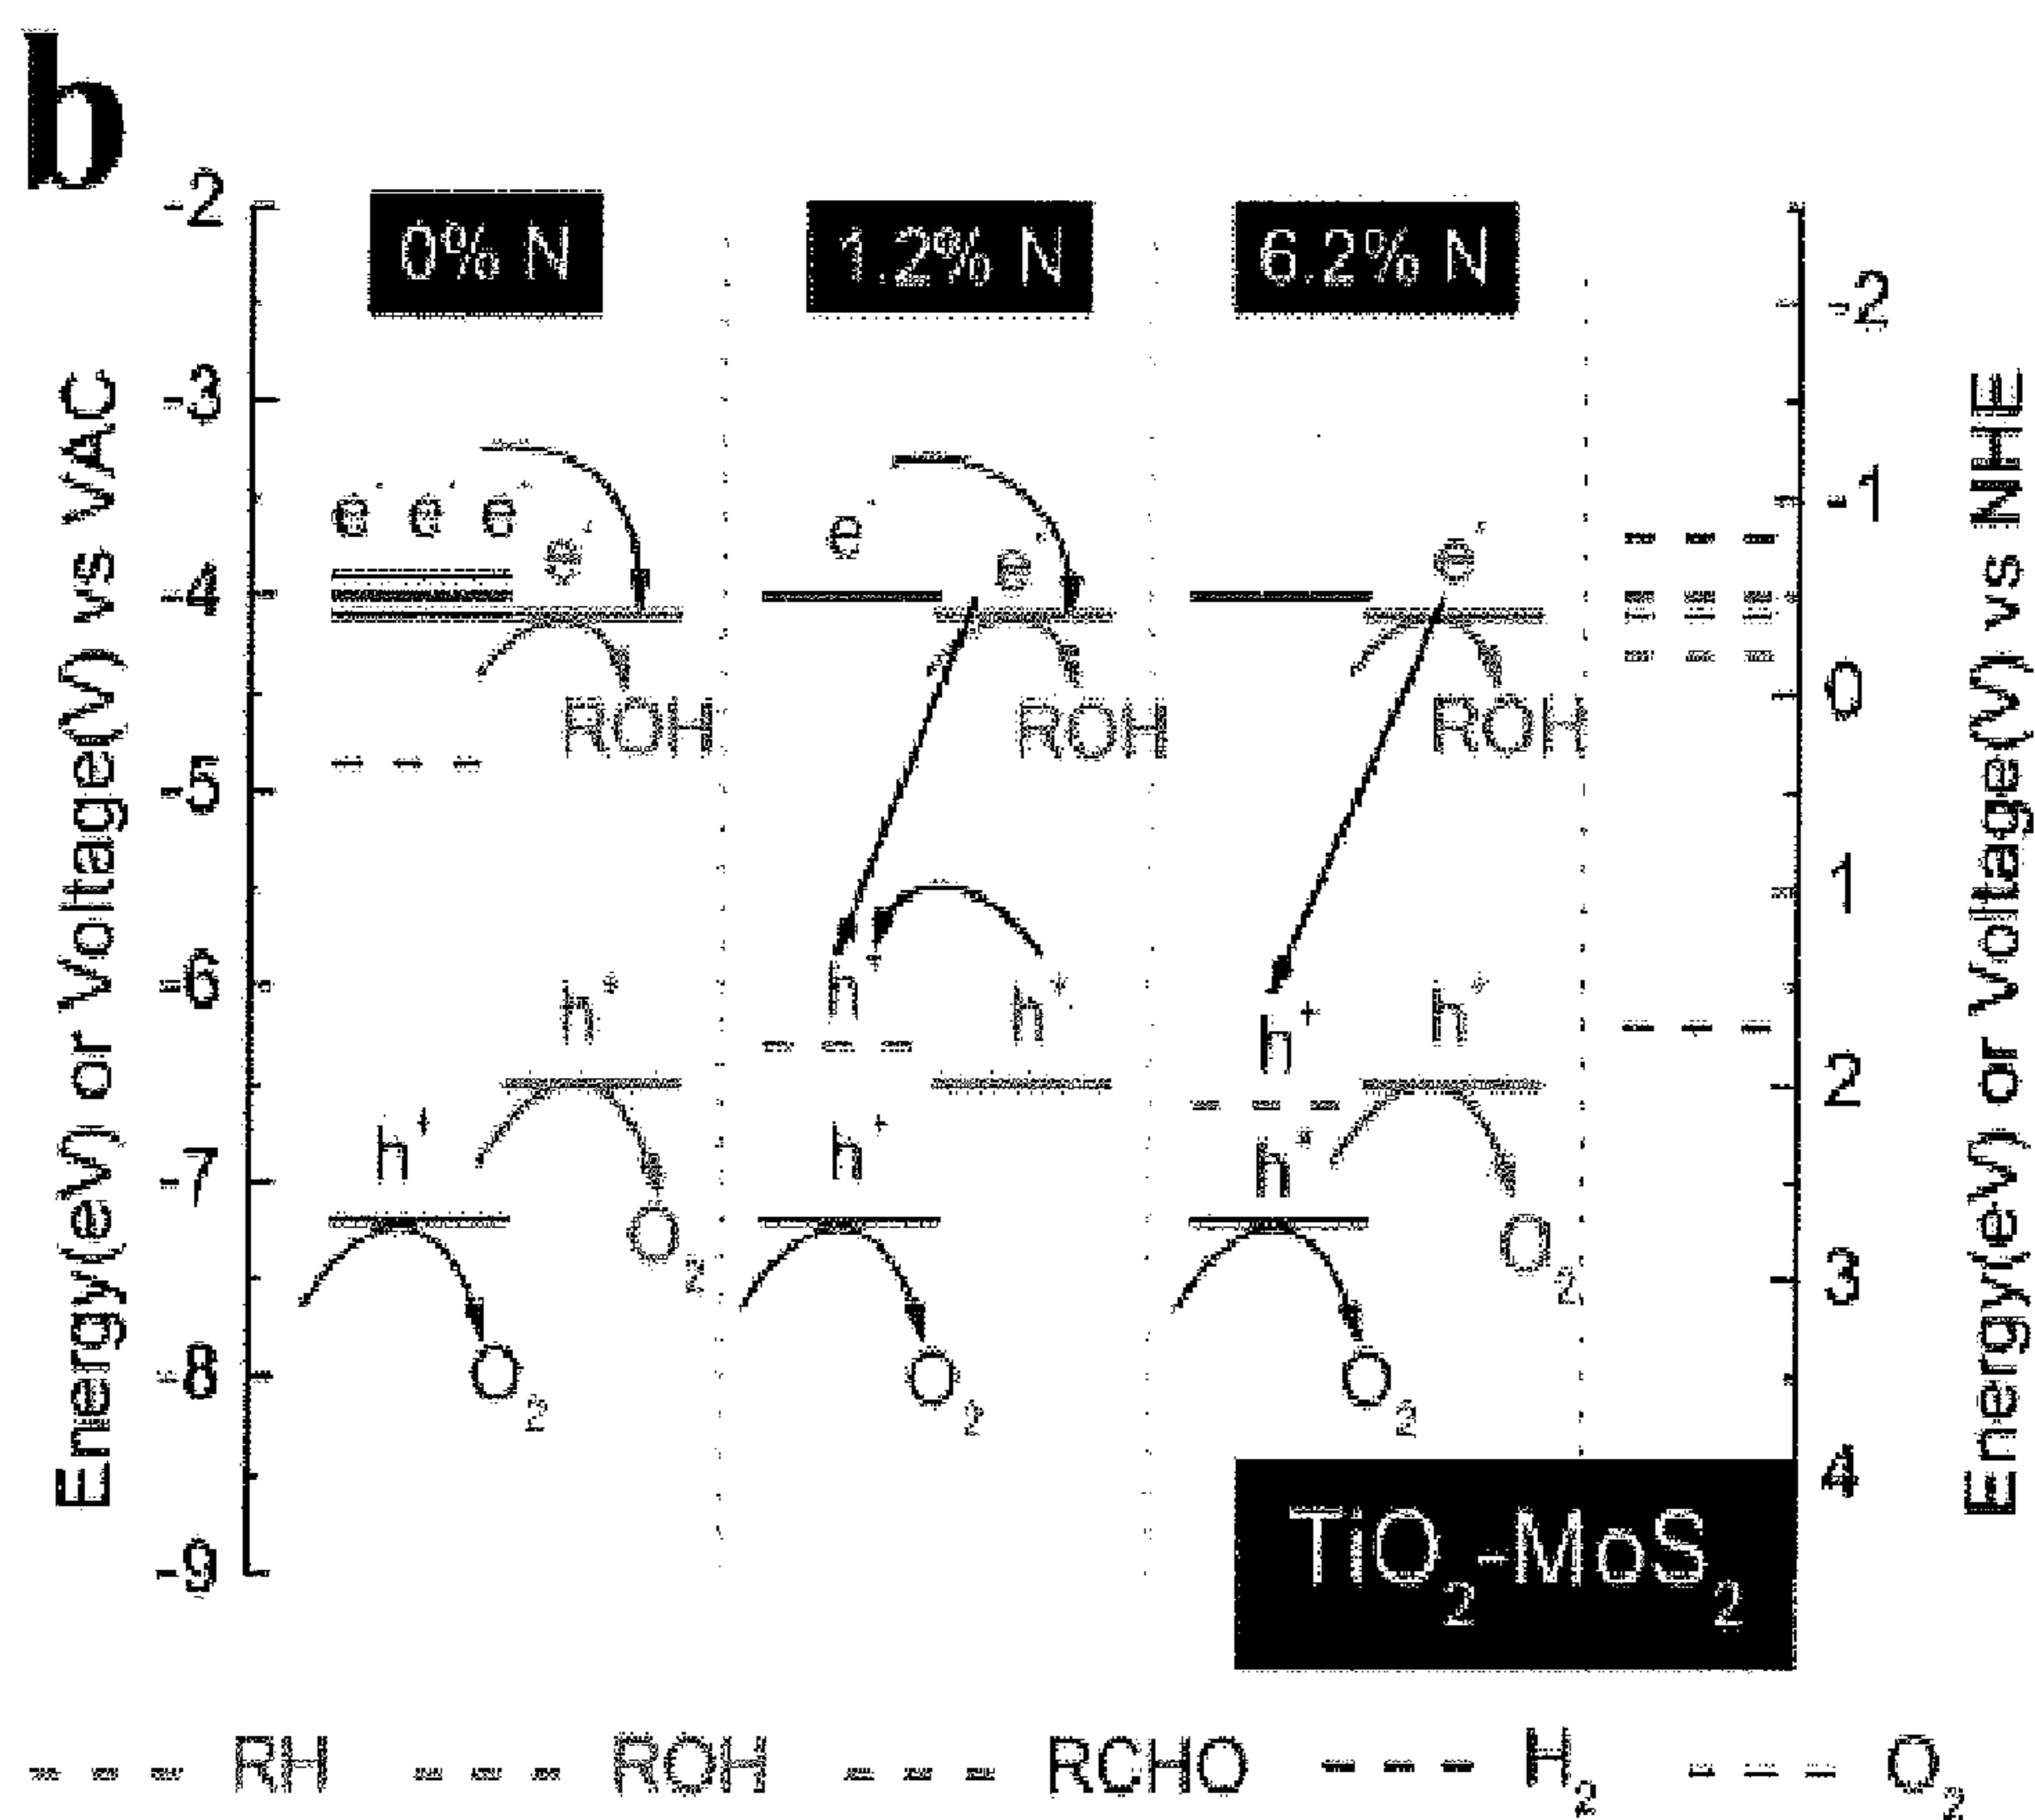 b
0% N
1.2% N
6.2% N
Energy(eV) or Voltage(V) vs VAC
-2
-3
-4
-5
-6
-7
-8
-9
e⁻ e⁻ e⁻
e⁻
ROH
h⁺
h⁺
O₂
O₂
e⁻
e⁻
ROH
h⁺
h⁺
h⁺
O₂
e⁻
ROH
h⁺
h⁺
h⁺
O₂
O₂
-2
-1
0
1
2
3
4
Energy(eV) or Voltage(V) vs NHE
TiO₂-MoS₂
RH ROH RCHO H₂ O₂